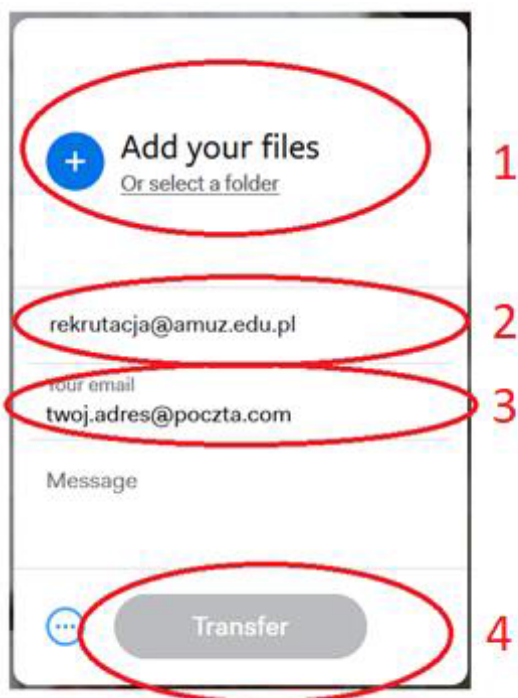 Add your files
Or select a folder
1
rekrutacja@amuz.edu.pl
2
Your email
twoj.adres@poczta.com
3
Message
Transfer
4